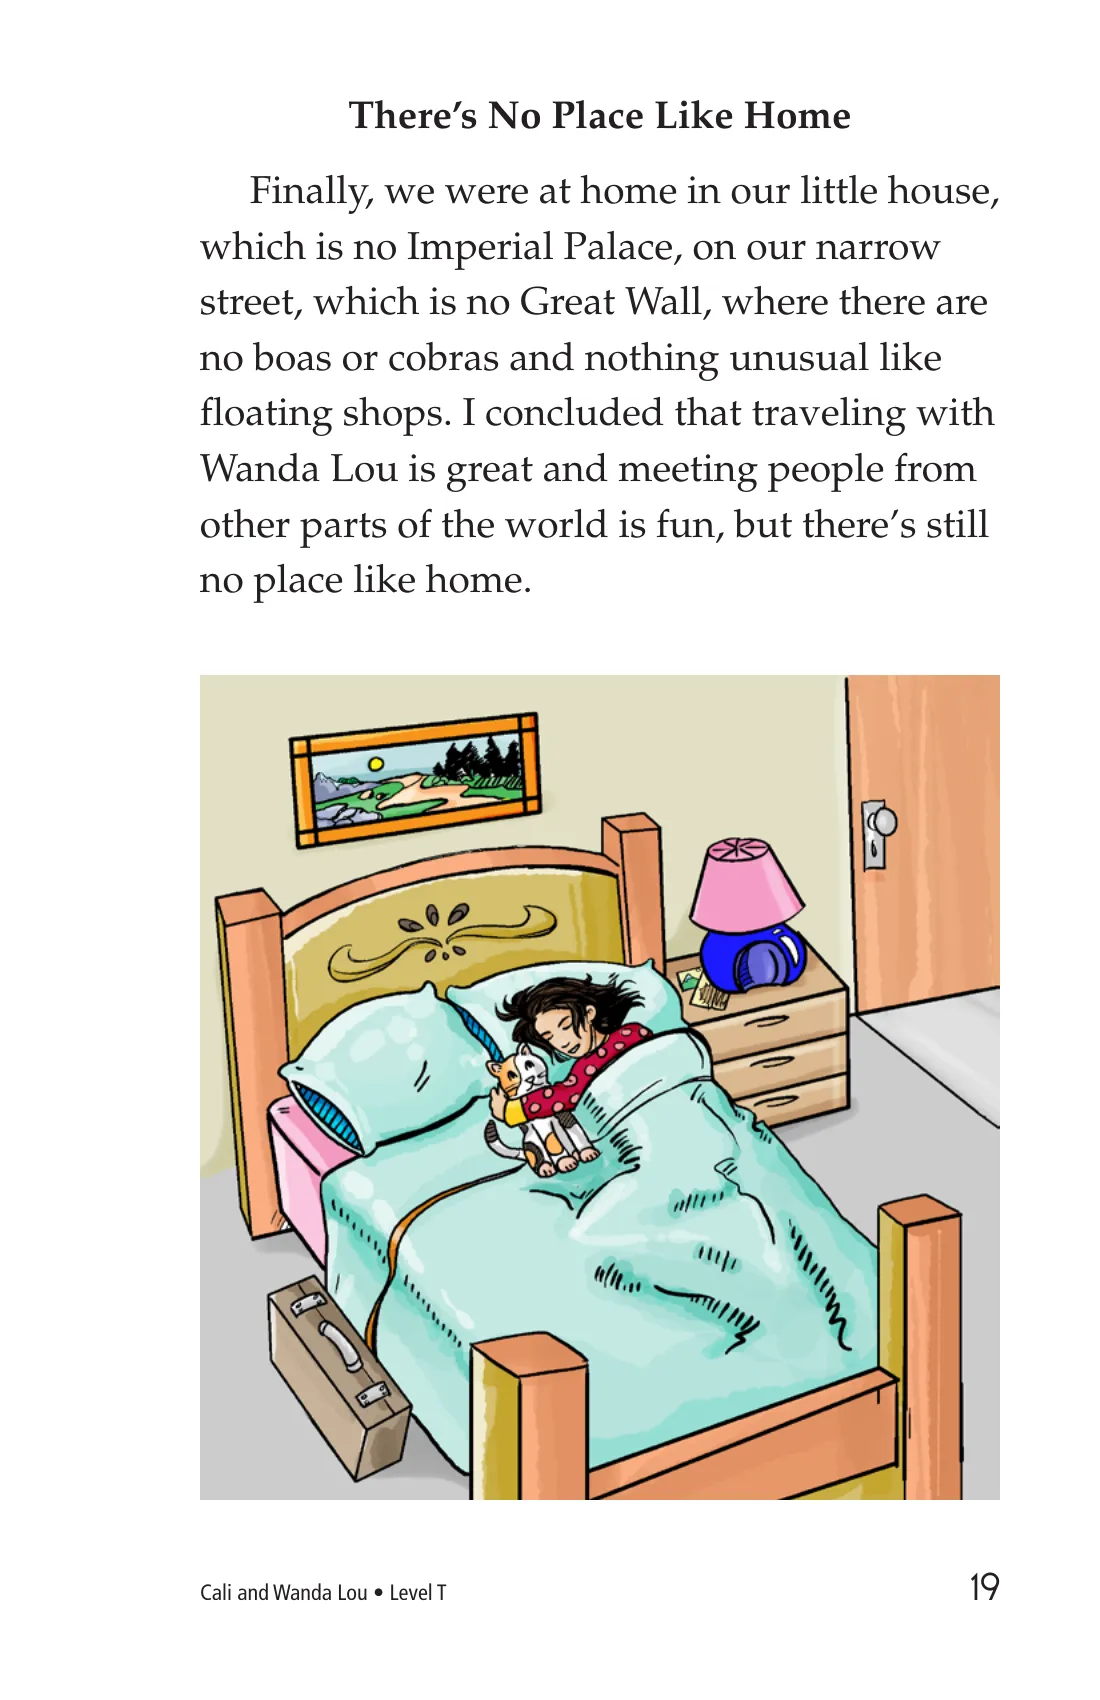 There’s No Place Like Home
Finally, we were at home in our little house,
which is no Imperial Palace, on our narrow
street, which is no Great Wall, where there are
no boas or cobras and nothing unusual like
floating shops. I concluded that traveling with
Wanda Lou is great and meeting people from
other parts of the world is fun, but there’s still
no place like home.
Cali and Wanda Lou • Level T
19